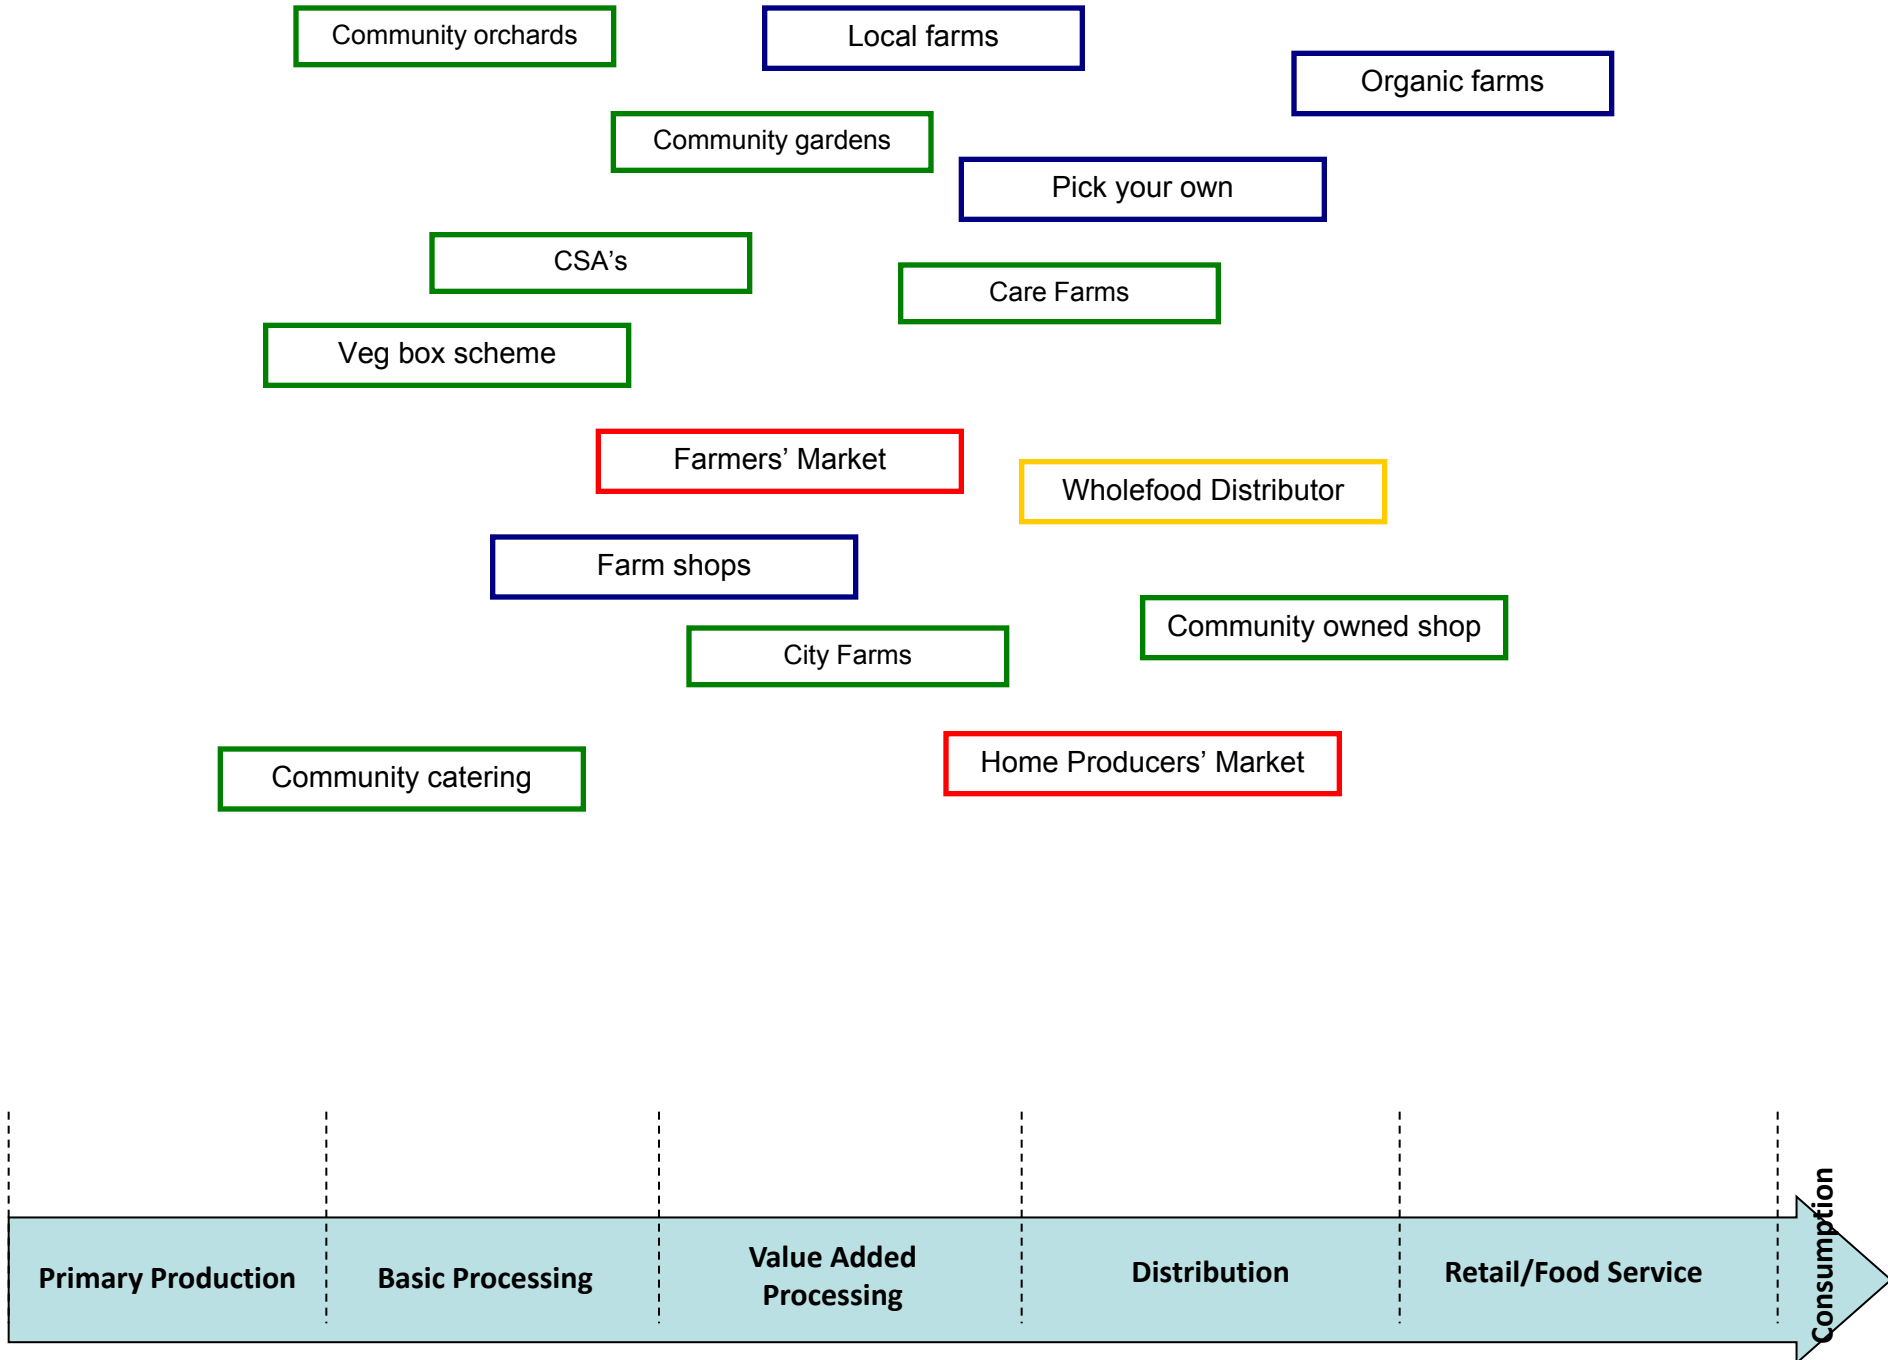 Community orchards
Local farms
Organic farms
Community gardens
Pick your own
CSA's
Care Farms
Veg box scheme
Farmers’ Market
Wholefood Distributor
Farm shops
Community owned shop
City Farms
Home Producers’ Market
Community catering
Primary Production
Basic Processing
Value Added
Processing
Distribution
Retail/Food Service
Consumption